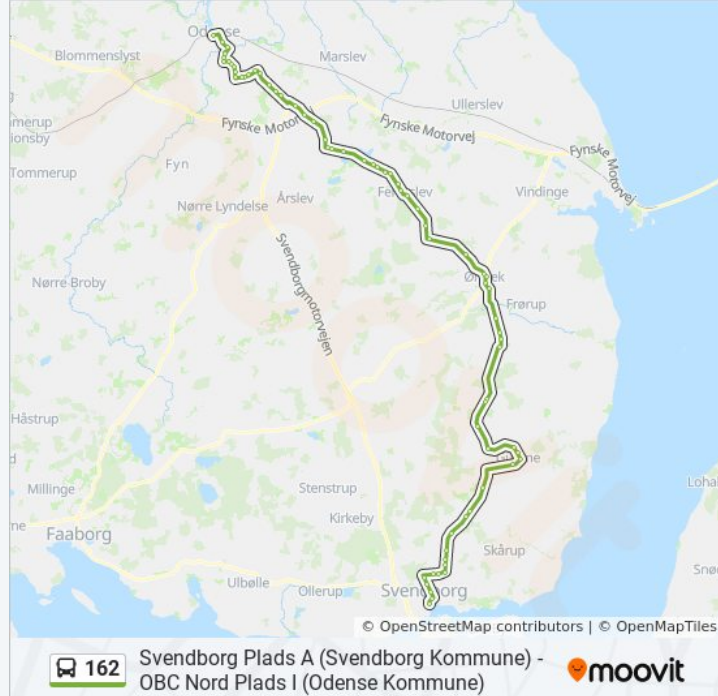 Odense
Blommenslyst
Marslev
Ullerslev
Fynske Motorvej
Fynske Motorvej
Fynske Motorvej
Tommerup
Fyn
Vindinge
Årslev
Nørre Lyndelse
Svendborgmotorvejen
Nørre Broby
Frørup
Håstrup
Millinge
Stenstrup
Kirkeby
Faaborg
Skårup
Ulbølle
Ollerup
Svendborg
© OpenStreetMap contributors | © OpenMapTiles
162
Svendborg Plads A (Svendborg Kommune) -
OBC Nord Plads I (Odense Kommune)
moovit